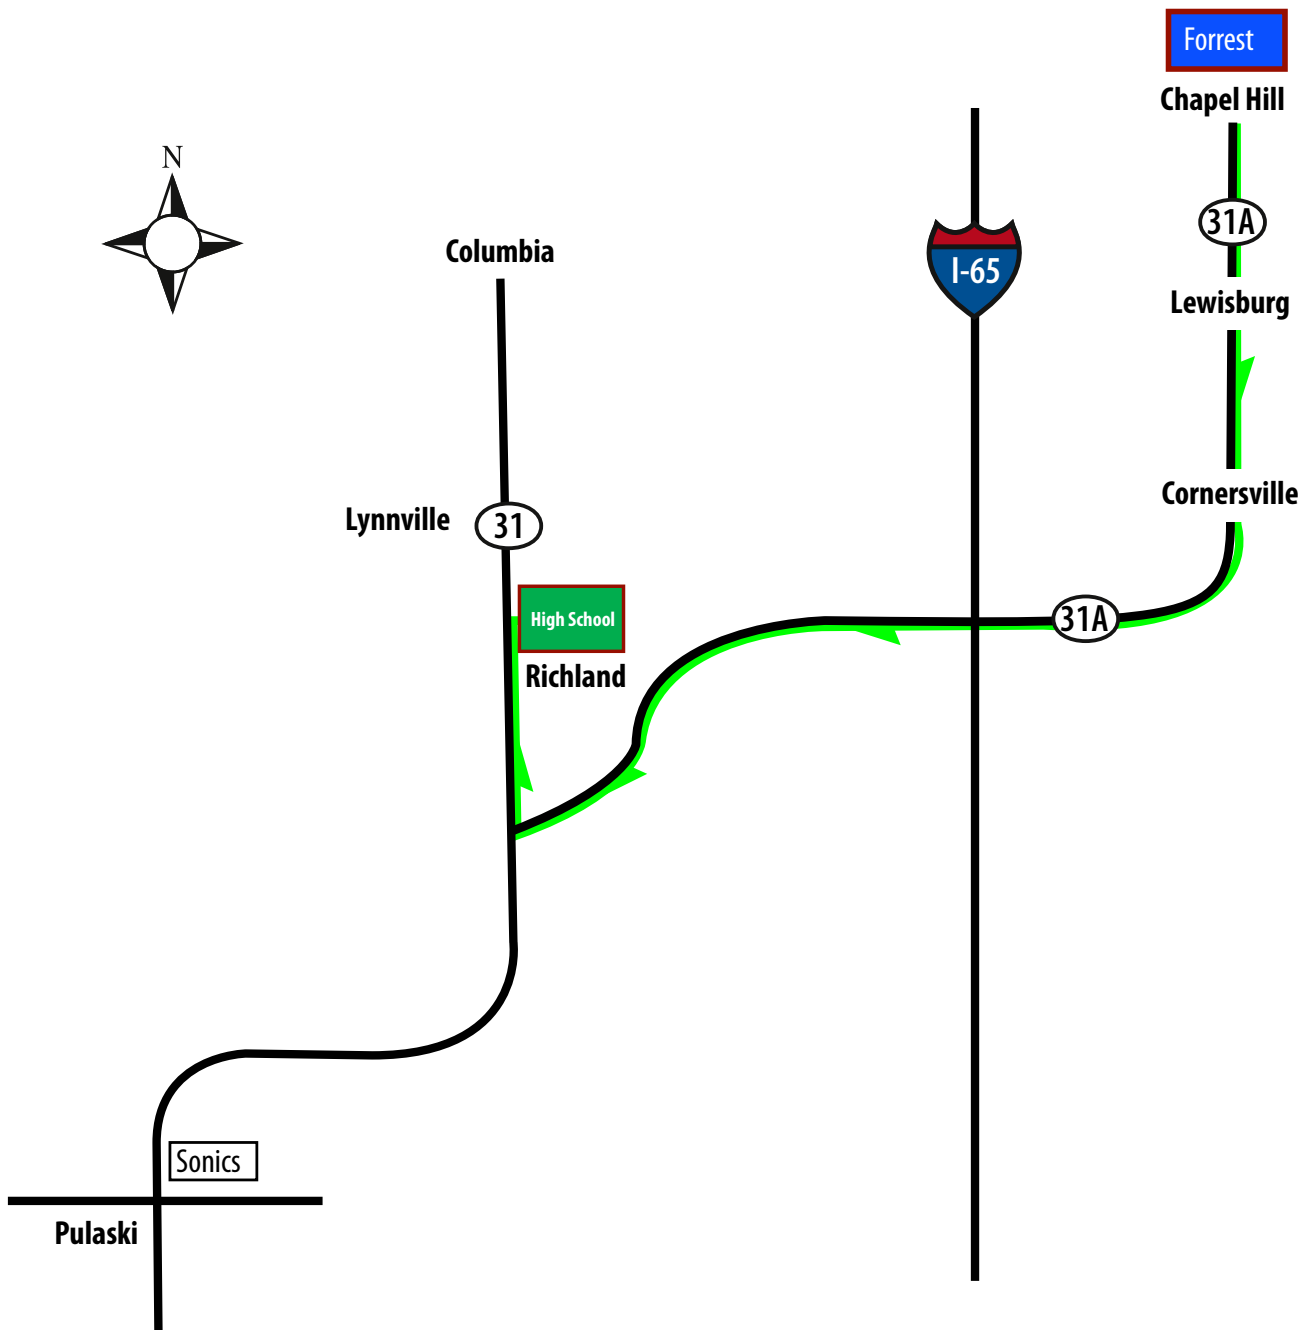 Forrest
Chapel Hill
N
31A
Columbia
I-65
Lewisburg
Cornersville
Lynnville
31
High School
31A
Richland
Sonics
Pulaski